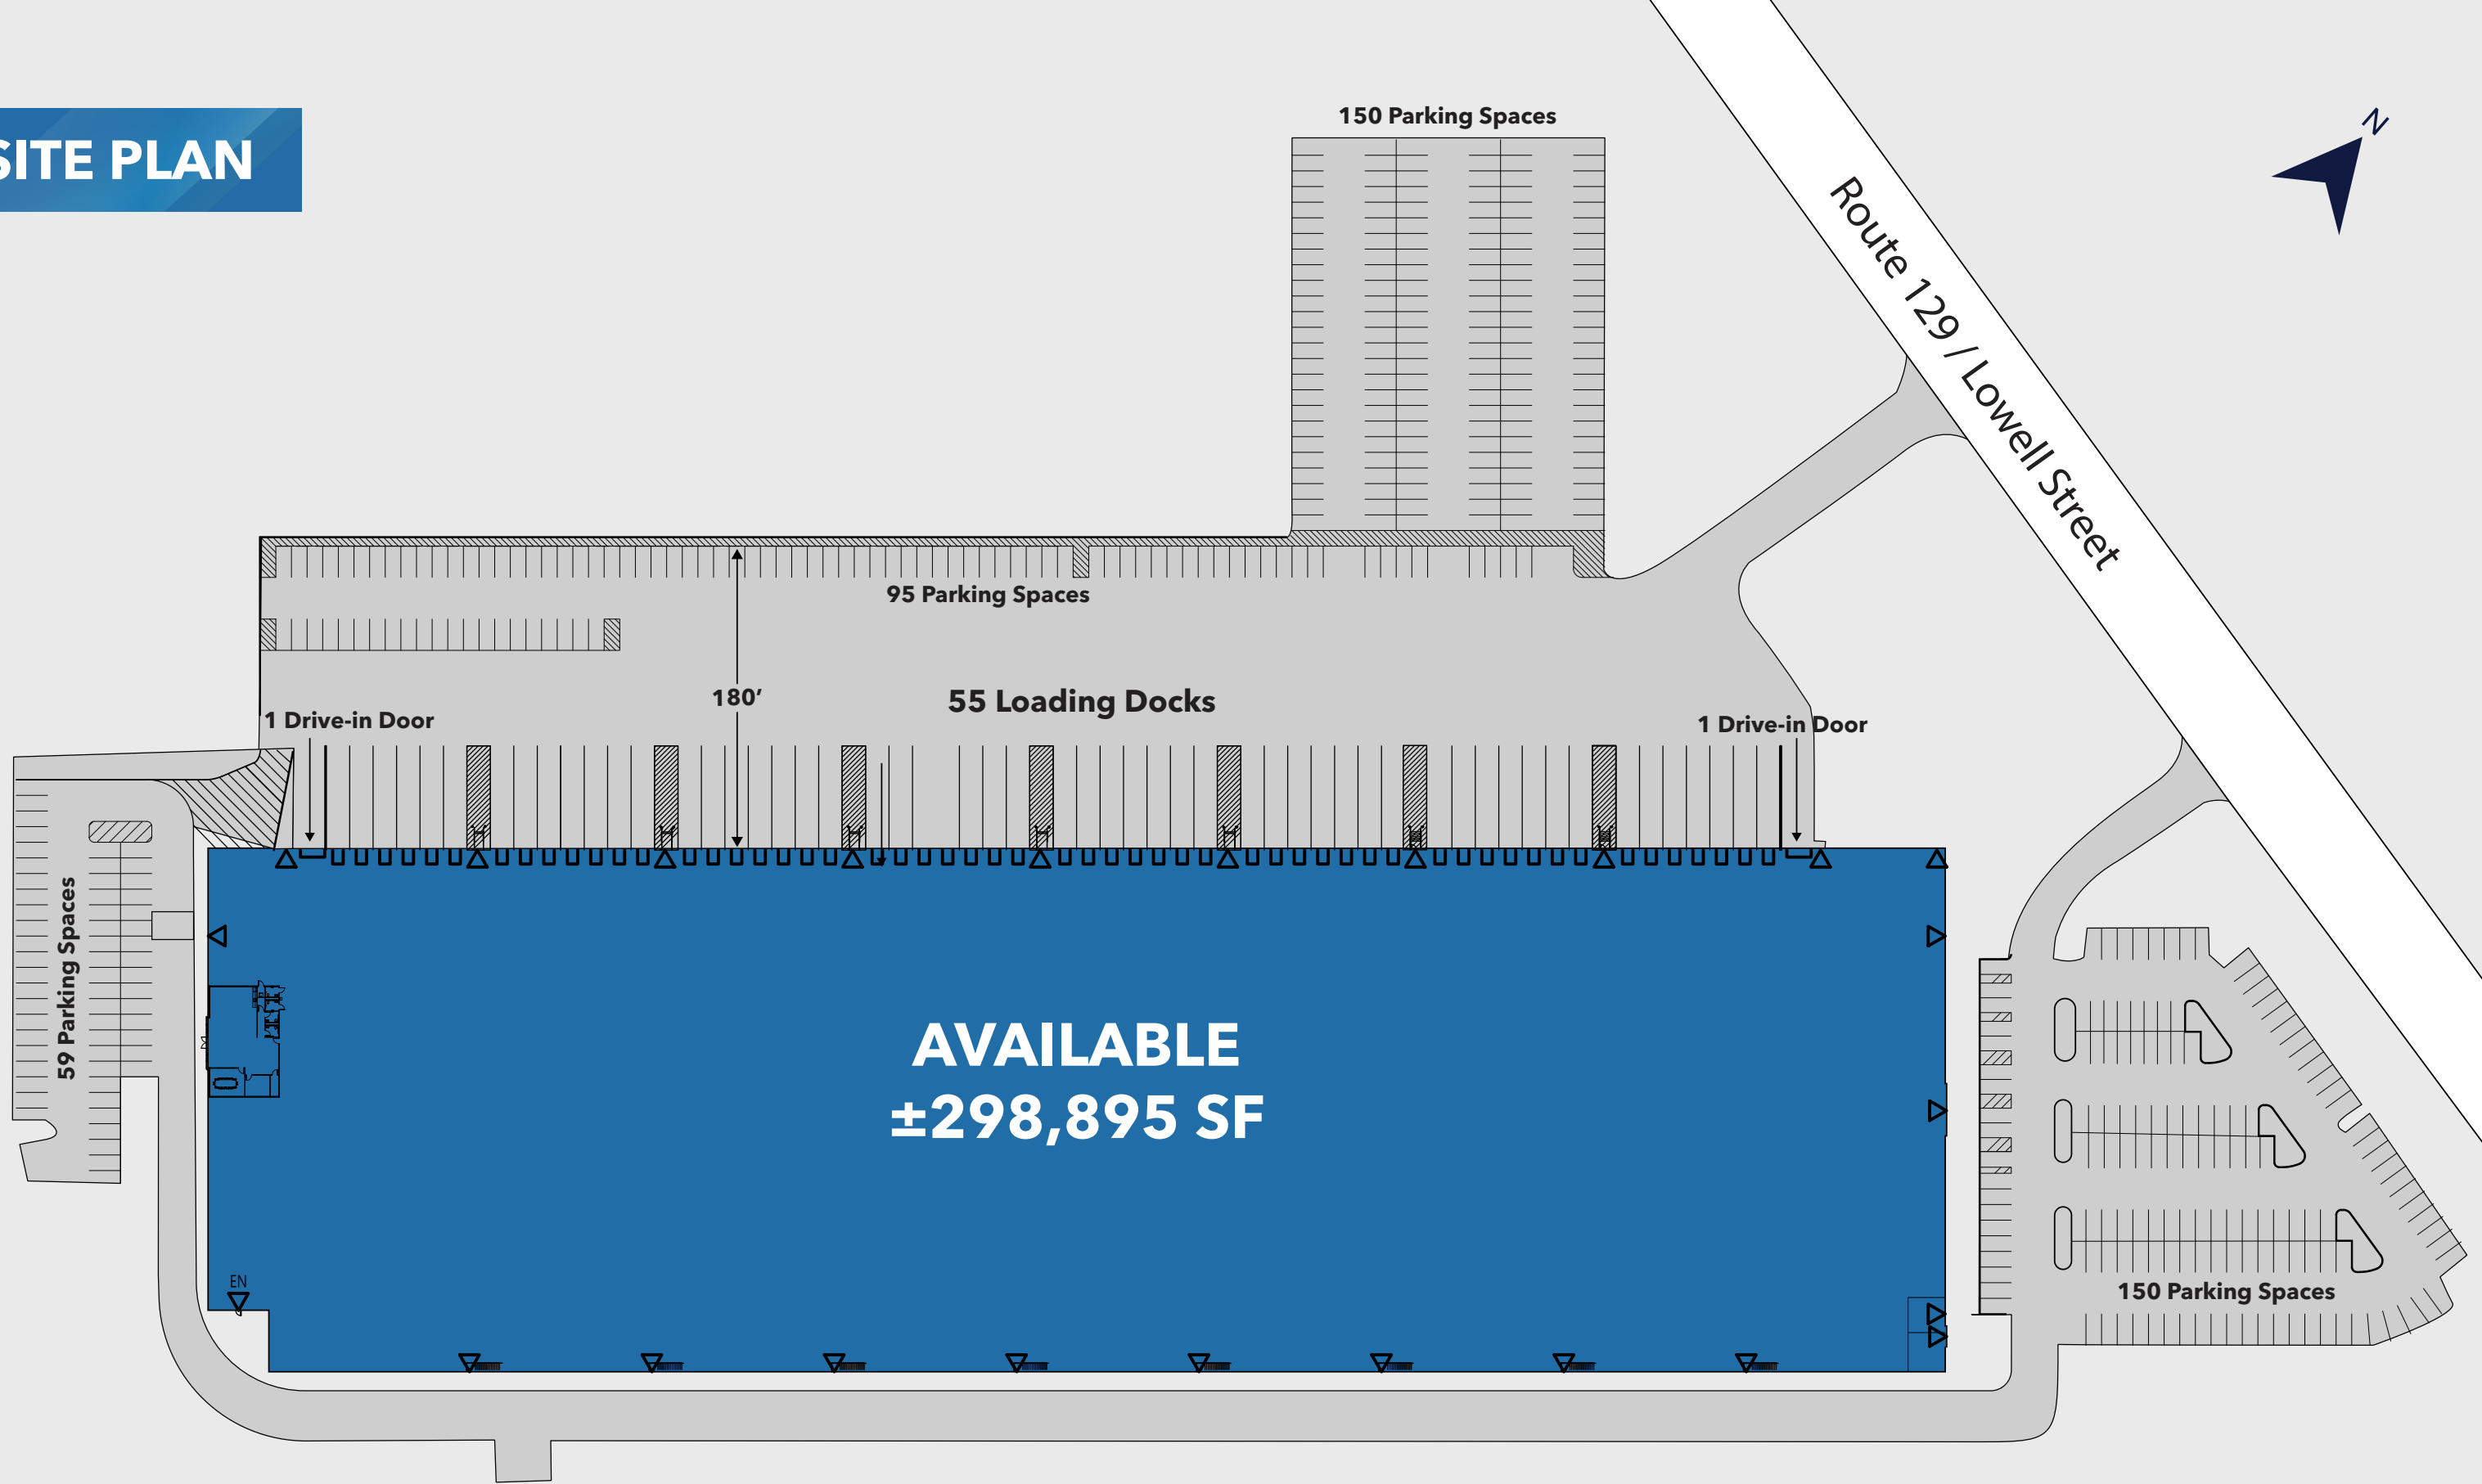 SITE PLAN
150 Parking Spaces
N
Route 129 / Lowell Street
95 Parking Spaces
180’
55 Loading Docks
1 Drive-in Door
1 Drive-in Door
59 Parking Spaces
AVAILABLE
±298,895 SF
EN
150 Parking Spaces